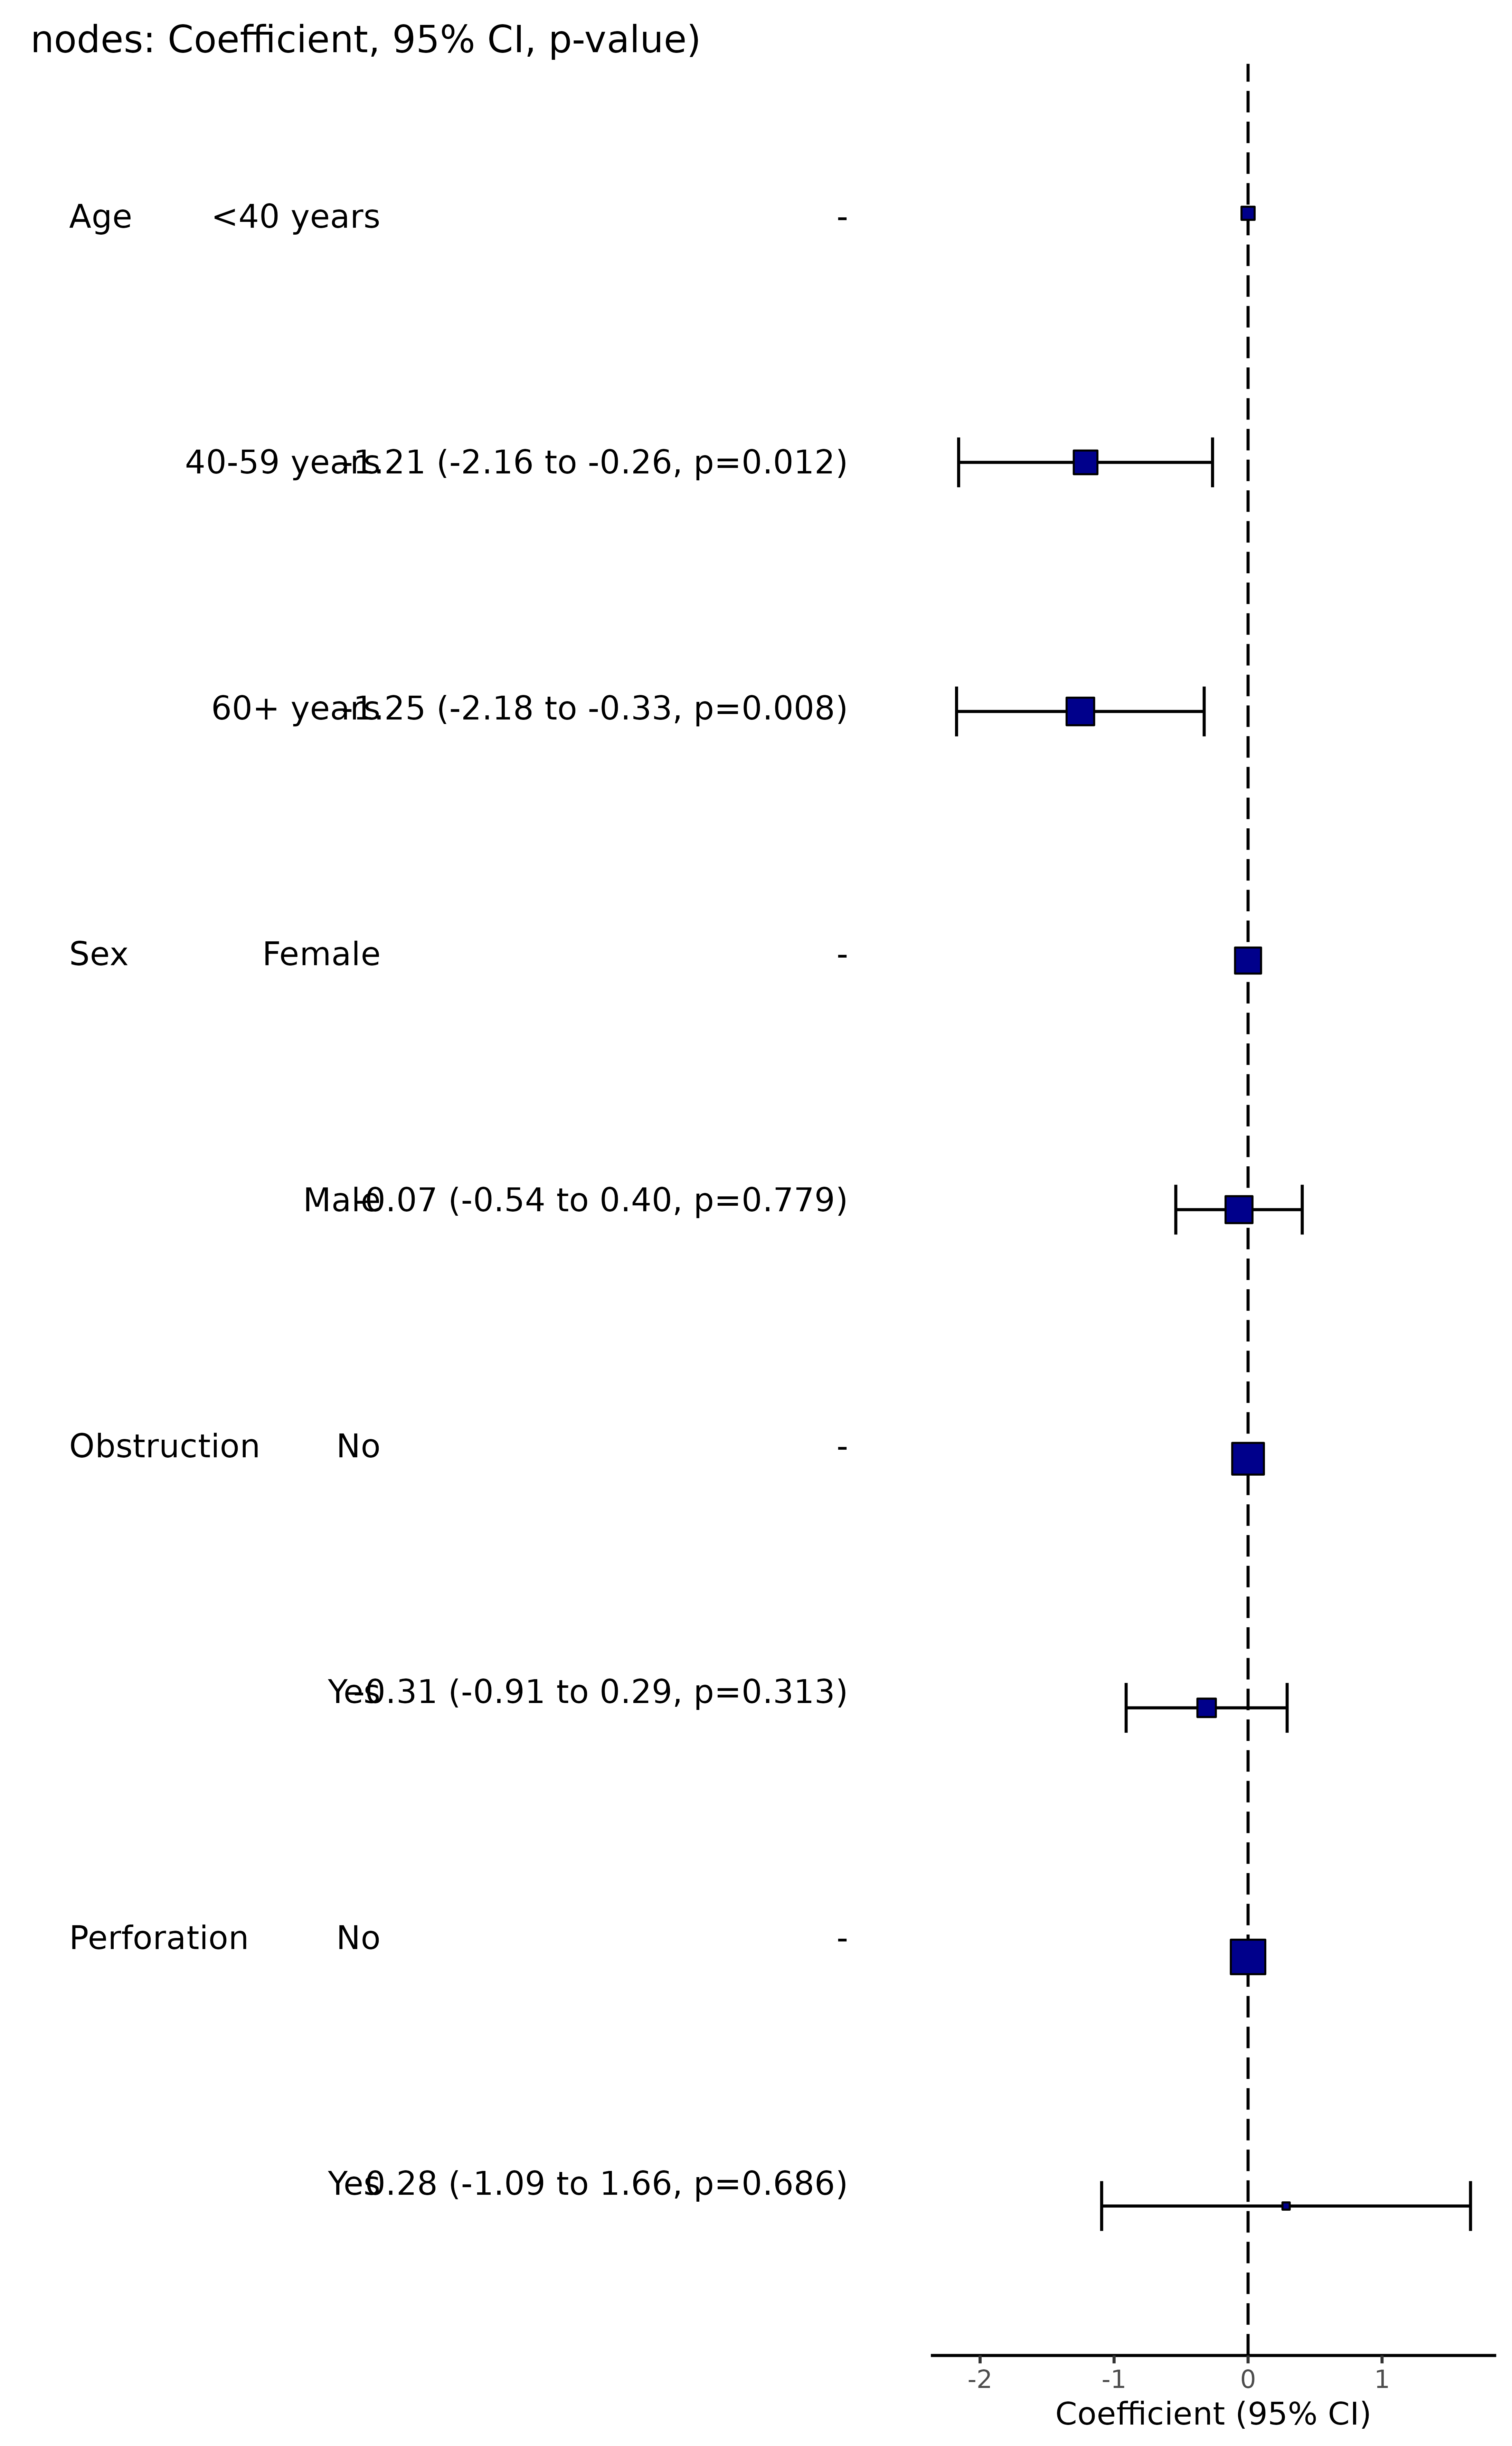 nodes: Coefficient, 95% CI, p-value)
Age <40 years -
40-59 years -1.21 (-2.16 to -0.26, p=0.012)
60+ years -1.25 (-2.18 to -0.33, p=0.008)
Sex Female -
Male -0.07 (-0.54 to 0.40, p=0.779)
Obstruction No -
Yes -0.31 (-0.91 to 0.29, p=0.313)
Perforation No -
Yes 0.28 (-1.09 to 1.66, p=0.686)
-2 -1 0 1
Coefficient (95% CI)